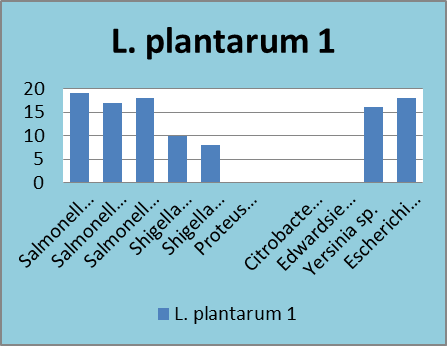 L. plantarum 1
20
15
10
5
0
Salmonell...
Salmonell...
Salmonell...
Shigella...
Shigella...
Proteus...
Citrobacte...
Edwardsie...
Yersinia sp.
Escherichi...
L. plantarum 1